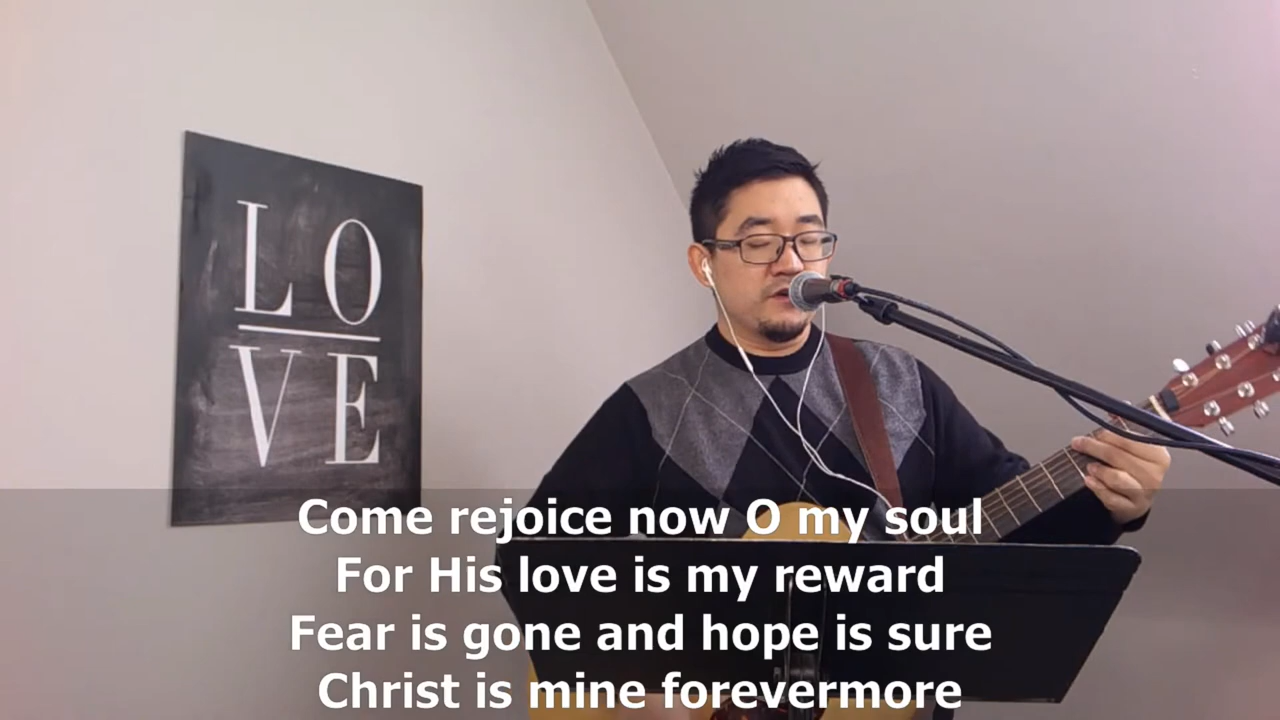 LO
VE
Come rejoice now O my soul
For His love is my reward
Fear is gone and hope is sure
Christ is mine forevermore